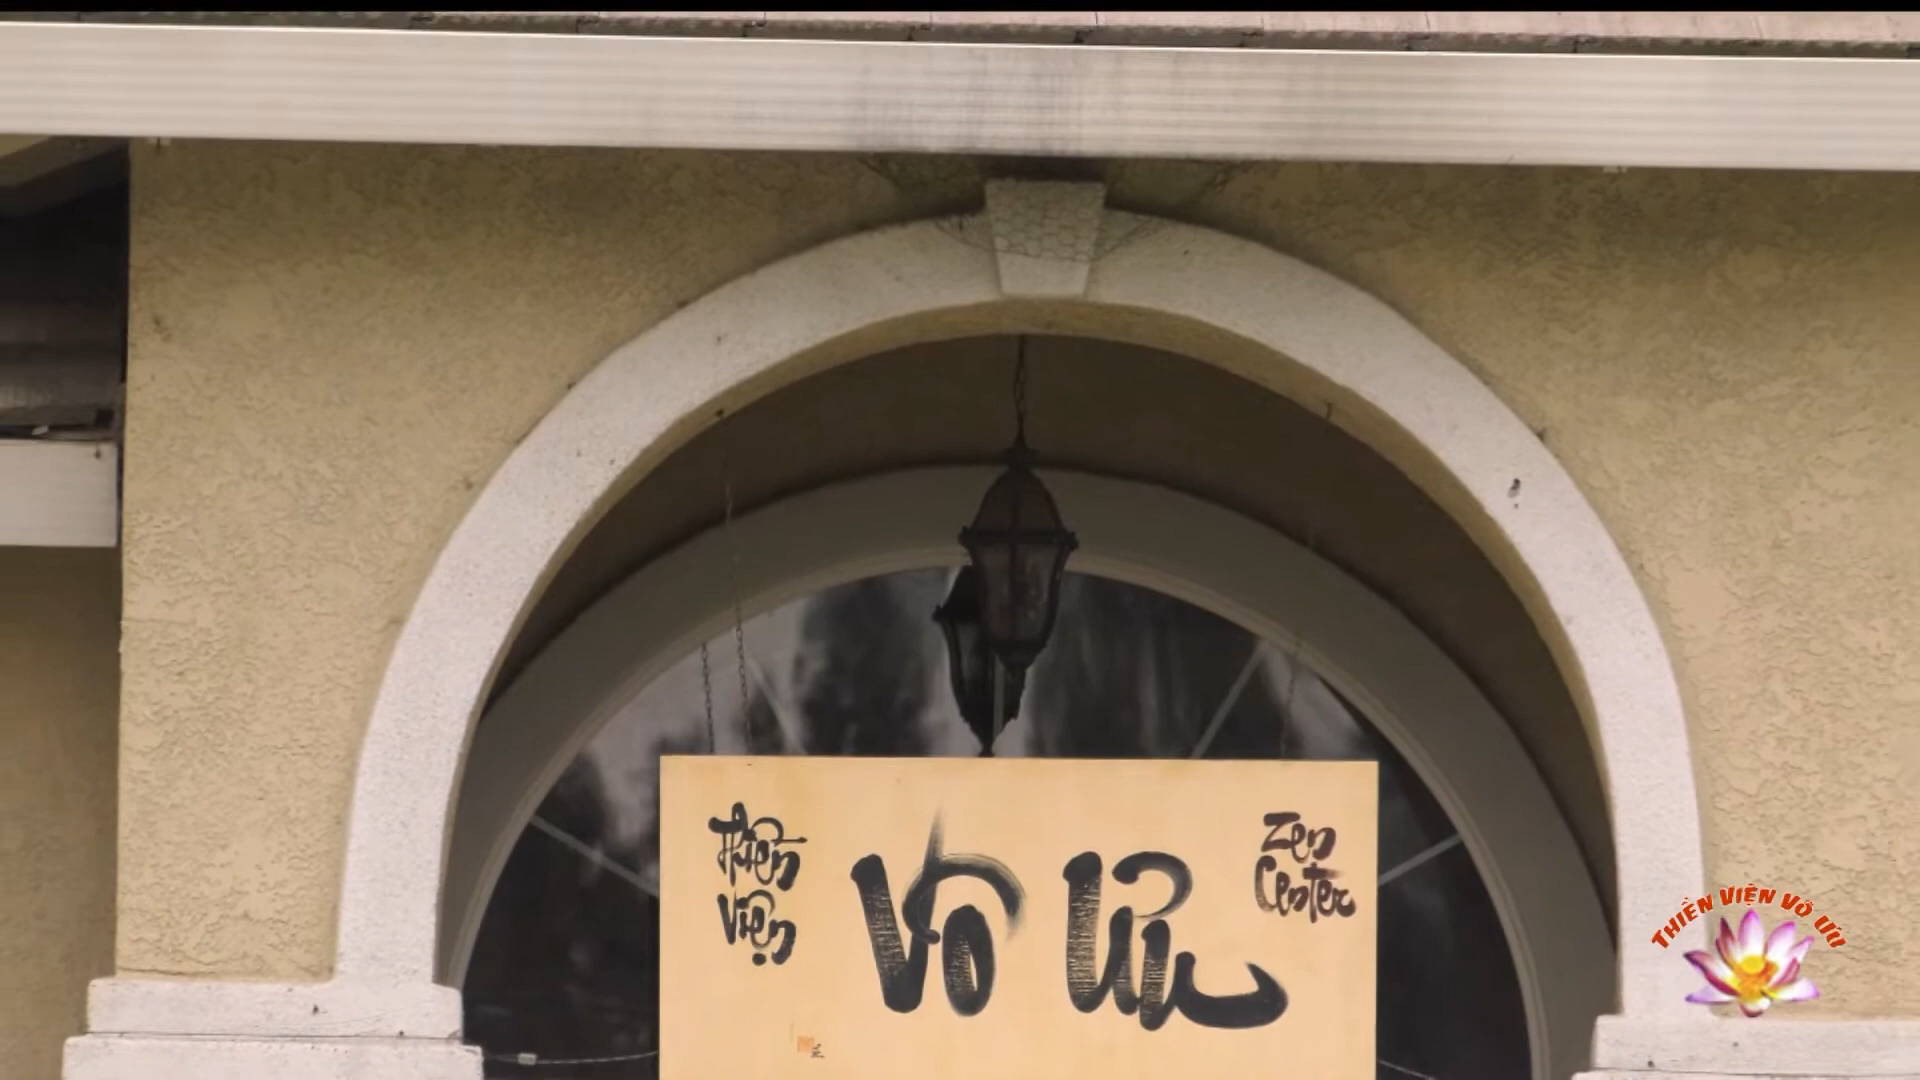 Thiền
Viện
Vô Ưu
Zen
Center
THIỀN VIỆN VÔ ƯU